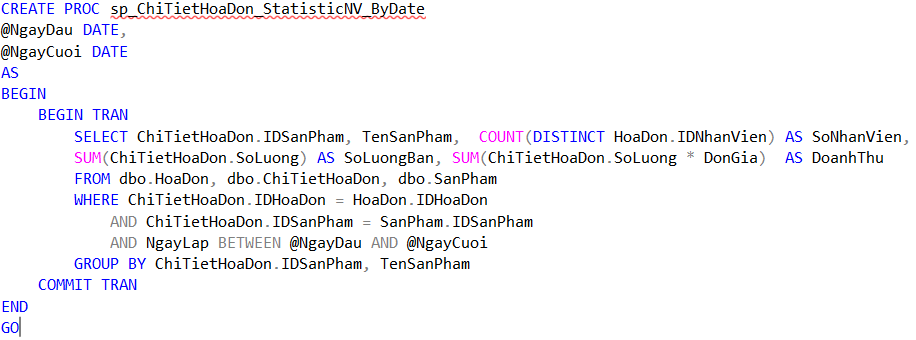 CREATE PROC sp_ChiTietHoaDon_StatisticNV_ByDate
@NgayDau DATE,
@NgayCuoi DATE
AS
BEGIN
    BEGIN TRAN
        SELECT ChiTietHoaDon.IDSanPham, TenSanPham,  COUNT(DISTINCT HoaDon.IDNhanVien) AS SoNhanVien,
        SUM(ChiTietHoaDon.SoLuong) AS SoLuongBan, SUM(ChiTietHoaDon.SoLuong * DonGia)  AS DoanhThu
        FROM dbo.HoaDon, dbo.ChiTietHoaDon, dbo.SanPham
        WHERE ChiTietHoaDon.IDHoaDon = HoaDon.IDHoaDon
            AND ChiTietHoaDon.IDSanPham = SanPham.IDSanPham
            AND NgayLap BETWEEN @NgayDau AND @NgayCuoi
        GROUP BY ChiTietHoaDon.IDSanPham, TenSanPham
    COMMIT TRAN
END
GO